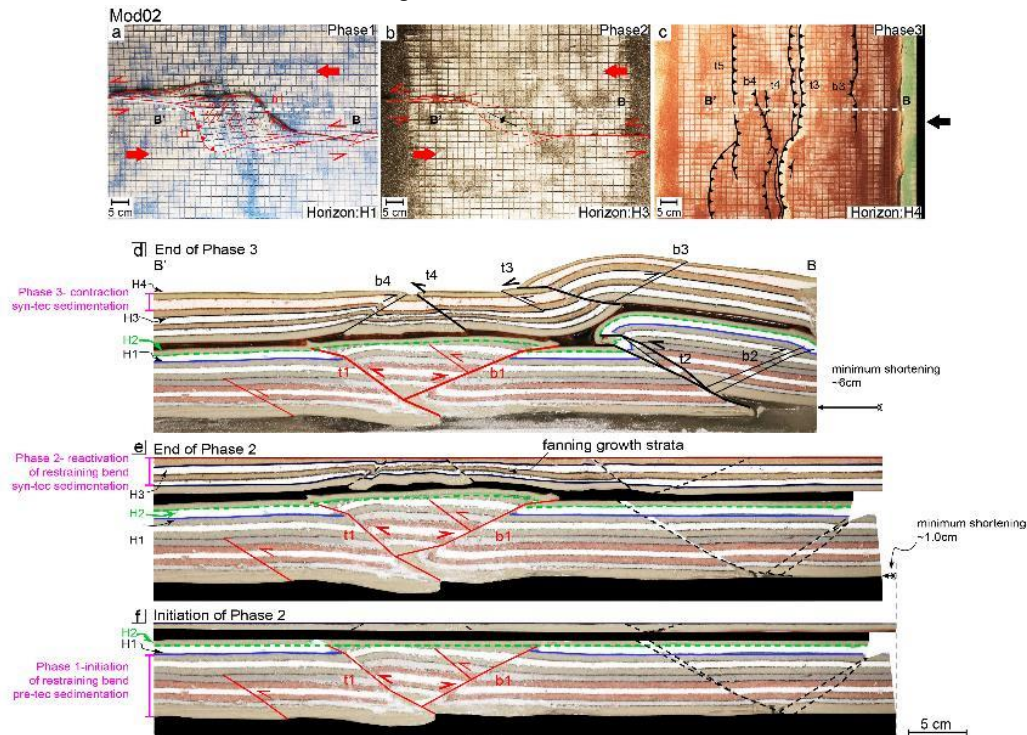 Mod02
a
Phase1
B'
B
t1
b1
5 cm
Horizon:H1
b
Phase2
B'
B
5 cm
Horizon:H3
c
Phase3
t5
b4
t4
t3
b3
B'
B
5 cm
Horizon:H4
d End of Phase 3
B'
B
b3
t3
t4
b4
H4
Phase 3- contraction
syn-tec sedimentation
H3
H2
H1
t1
b1
t2
b2
minimum shortening
~6cm
e End of Phase 2
fanning growth strata
Phase 2- reactivation
of restraining bend
syn-tec sedimentation
H3
H2
H1
t1
b1
minimum shortening
~1.0cm
f Initiation of Phase 2
H2
H1
Phase 1-initiation
of restraining bend
pre-tec sedimentation
t1
b1
5 cm